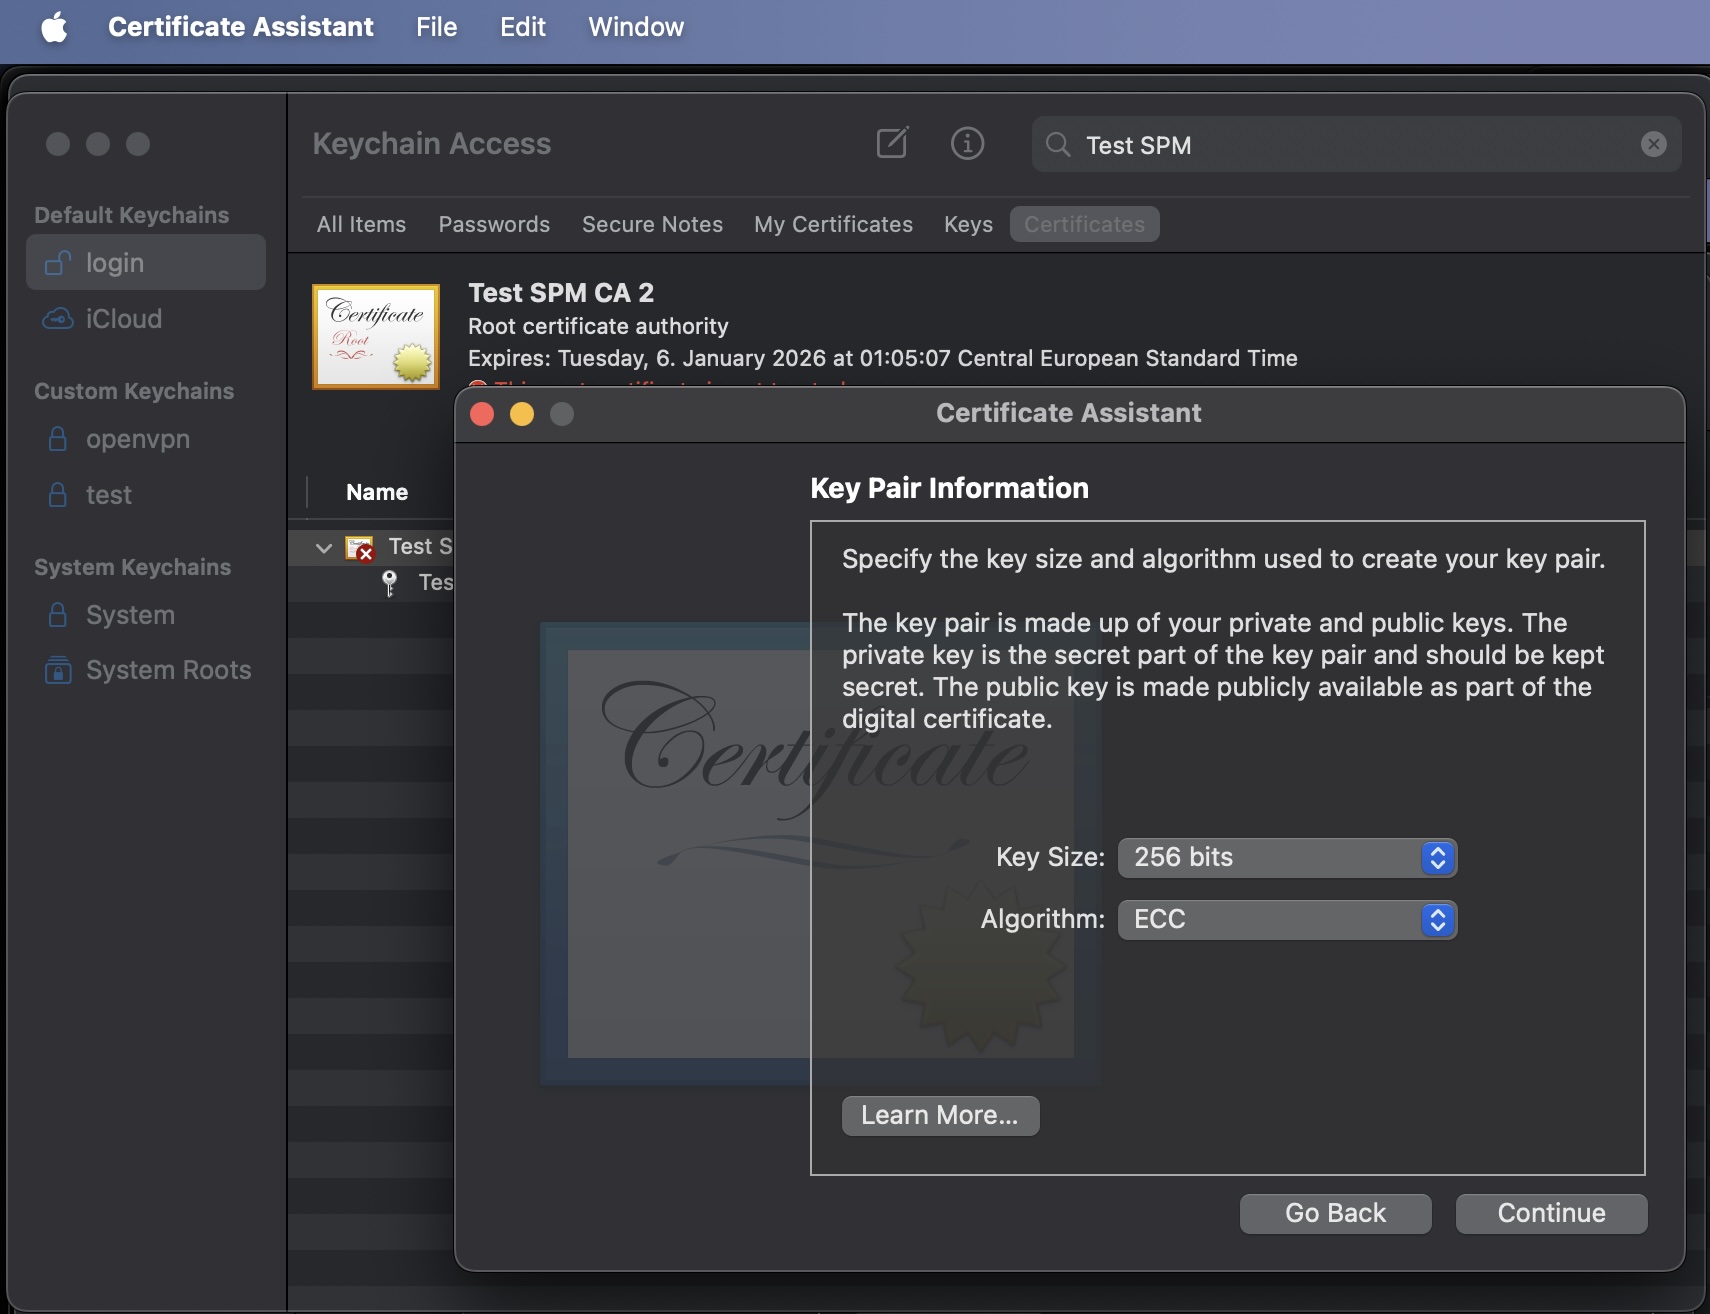 Certificate Assistant File Edit Window
Keychain Access
Test SPM
Default Keychains
login
iCloud
Custom Keychains
openvpn
test
System Keychains
System
System Roots
All Items Passwords Secure Notes My Certificates Keys Certificates
Certificate
Root
Test SPM CA 2
Root certificate authority
Expires: Tuesday, 6. January 2026 at 01:05:07 Central European Standard Time
Name
Test S
Tes
Certificate Assistant
Key Pair Information
Specify the key size and algorithm used to create your key pair.
The key pair is made up of your private and public keys. The
private key is the secret part of the key pair and should be kept
secret. The public key is made publicly available as part of the
digital certificate.
Certificate
Key Size: 256 bits
Algorithm: ECC
Learn More...
Go Back Continue